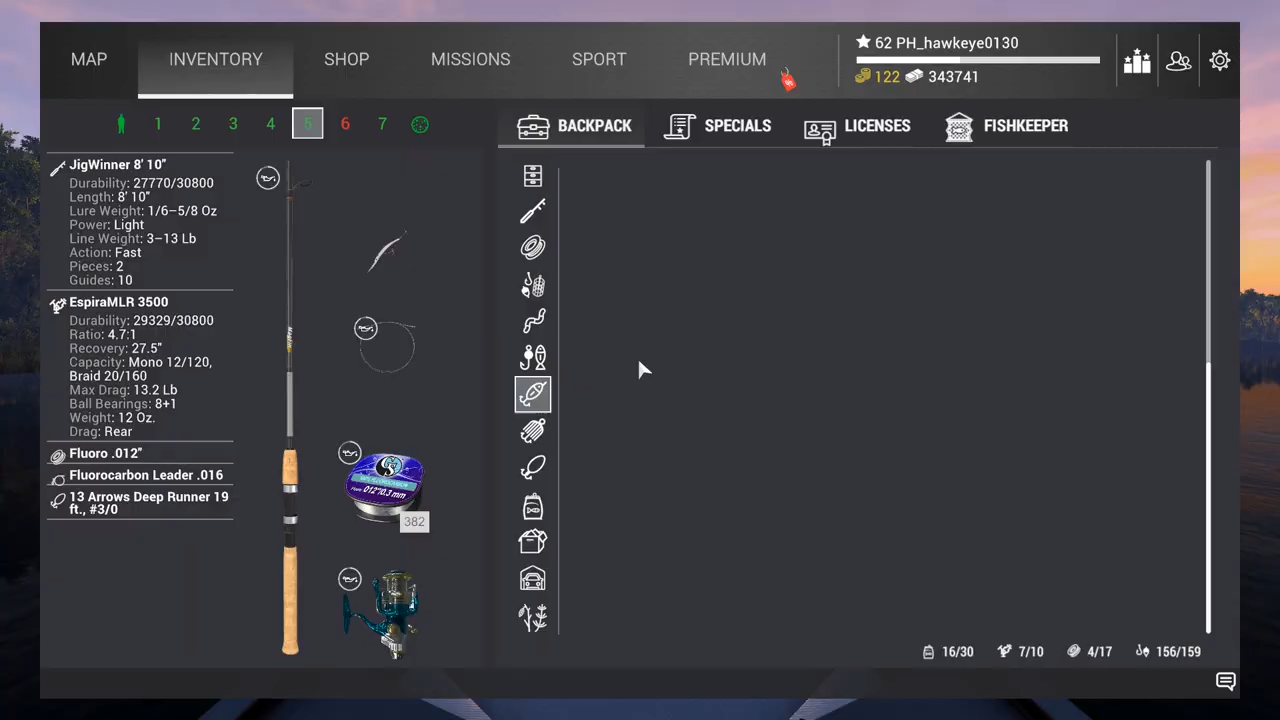 MAP
INVENTORY
SHOP
MISSIONS
SPORT
PREMIUM
62 PH_hawkeye0130
122 343741
1 2 3 4 5 6 7
BACKPACK
SPECIALS
LICENSES
FISHKEEPER
JigWinner 8' 10"
Durability: 27770/30800
Length: 8' 10"
Lure Weight: 1/6–5/8 Oz
Power: Light
Line Weight: 3–13 Lb
Action: Fast
Pieces: 2
Guides: 10
EspiraMLR 3500
Durability: 29329/30800
Ratio: 4.7:1
Recovery: 27.5"
Capacity: Mono 12/120,
Braid 20/160
Max Drag: 13.2 Lb
Ball Bearings: 8+1
Weight: 12 Oz.
Drag: Rear
Fluoro .012"
Fluorocarbon Leader .016
13 Arrows Deep Runner 19
ft., #3/0
.012"/0.3 mm
382
16/30
7/10
4/17
156/159